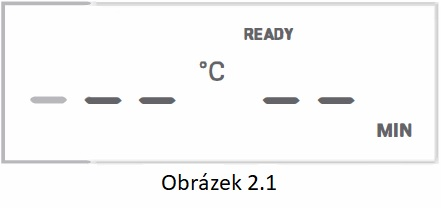 READY
°C
--- --
MIN
Obrázek 2.1